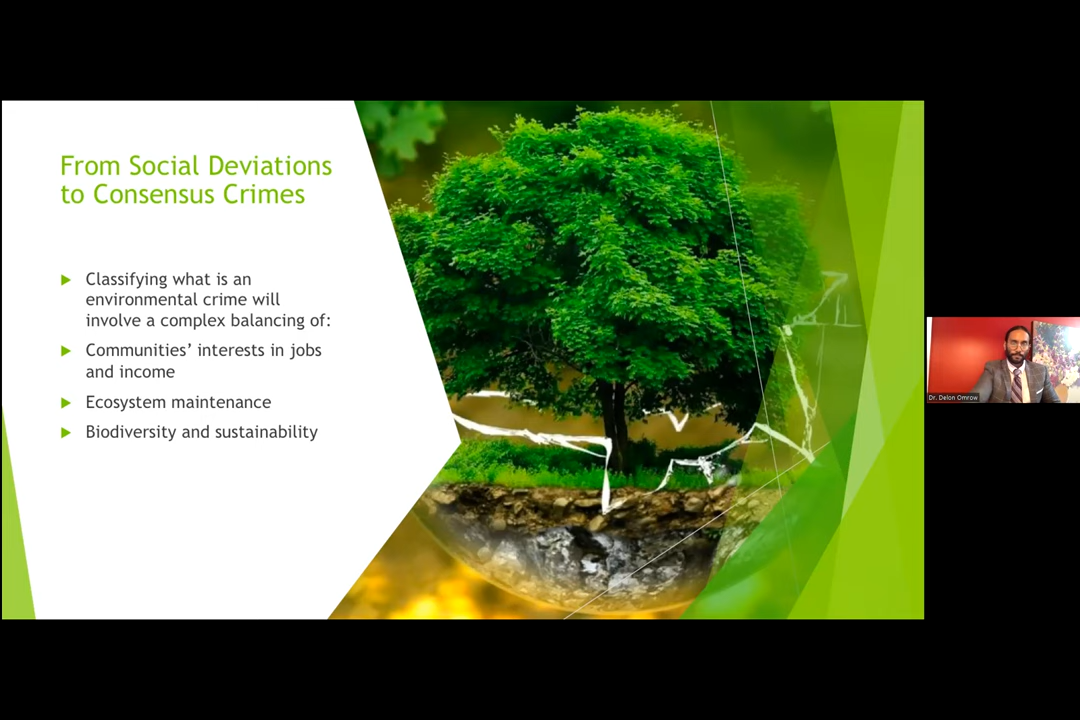 From Social Deviations
to Consensus Crimes
Classifying what is an
environmental crime will
involve a complex balancing of:
Communities’ interests in jobs
and income
Ecosystem maintenance
Biodiversity and sustainability
Dr. Delon Omrow